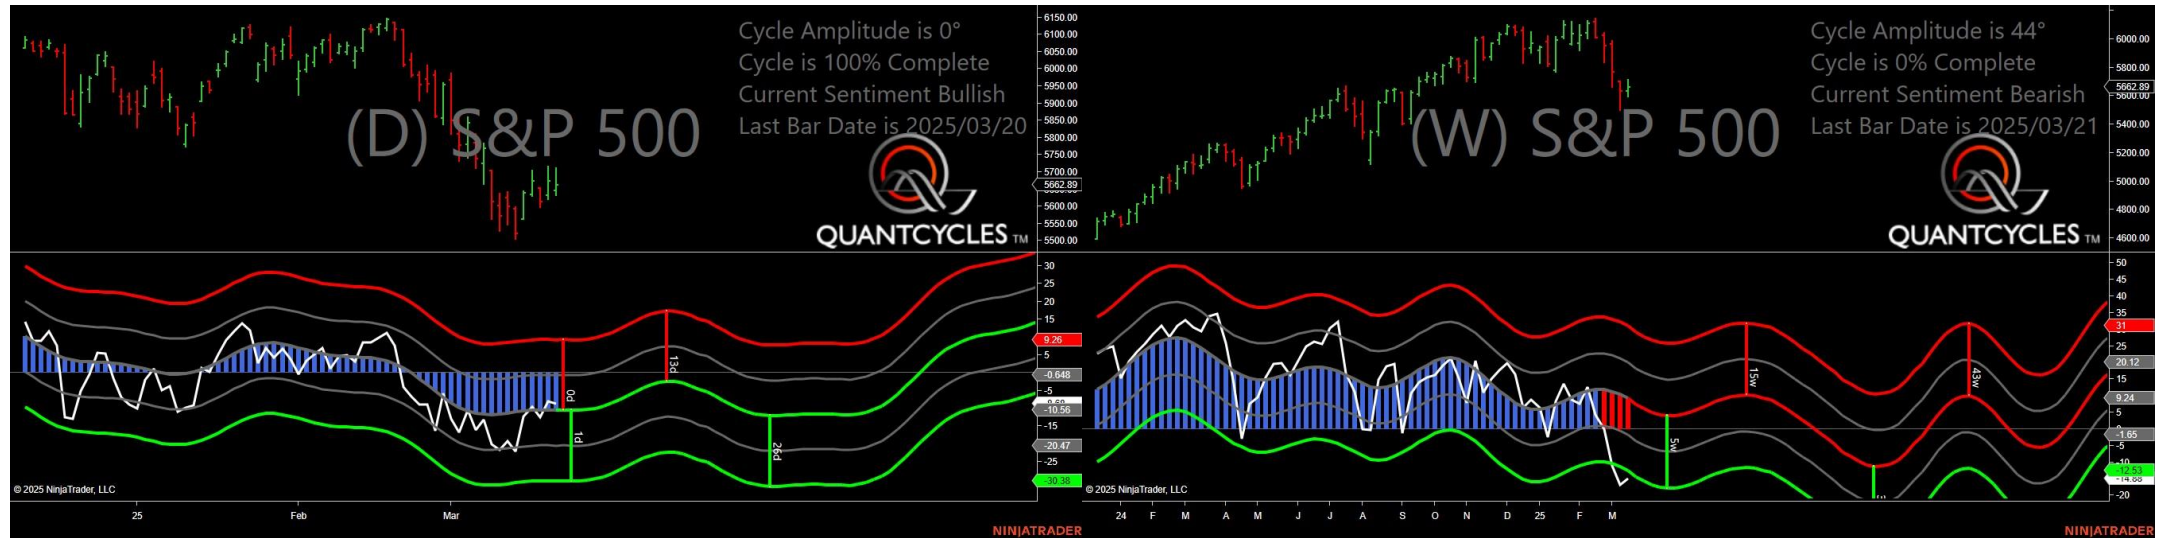 Cycle Amplitude is 0°
Cycle is 100% Complete
Current Sentiment Bullish
Last Bar Date is 2025/03/20
(D) S&P 500
QUANTCYCLES TM
6150.00
6100.00
6050.00
6000.00
5950.00
5900.00
5850.00
5800.00
5750.00
5700.00
5662.89
5600.00
5550.00
5500.00
30
25
20
15
9.26
5
-0.648
-5
-10.56
-15
-20.47
-25
-30.38
0d
1d
13d
26d
© 2025 NinjaTrader, LLC
25 Feb Mar
NINJATRADER
Cycle Amplitude is 44°
Cycle is 0% Complete
Current Sentiment Bearish
Last Bar Date is 2025/03/21
(W) S&P 500
QUANTCYCLES TM
6000.00
5800.00
5662.89
5600.00
5400.00
5200.00
5000.00
4800.00
4600.00
50
45
40
35
31
25
20.12
15
9.24
5
-1.65
-5
-12.53
-14.88
-20
5w
15w
43w
© 2025 NinjaTrader, LLC
24 F M A M J J A S O N D 25 F M
NINJATRADER